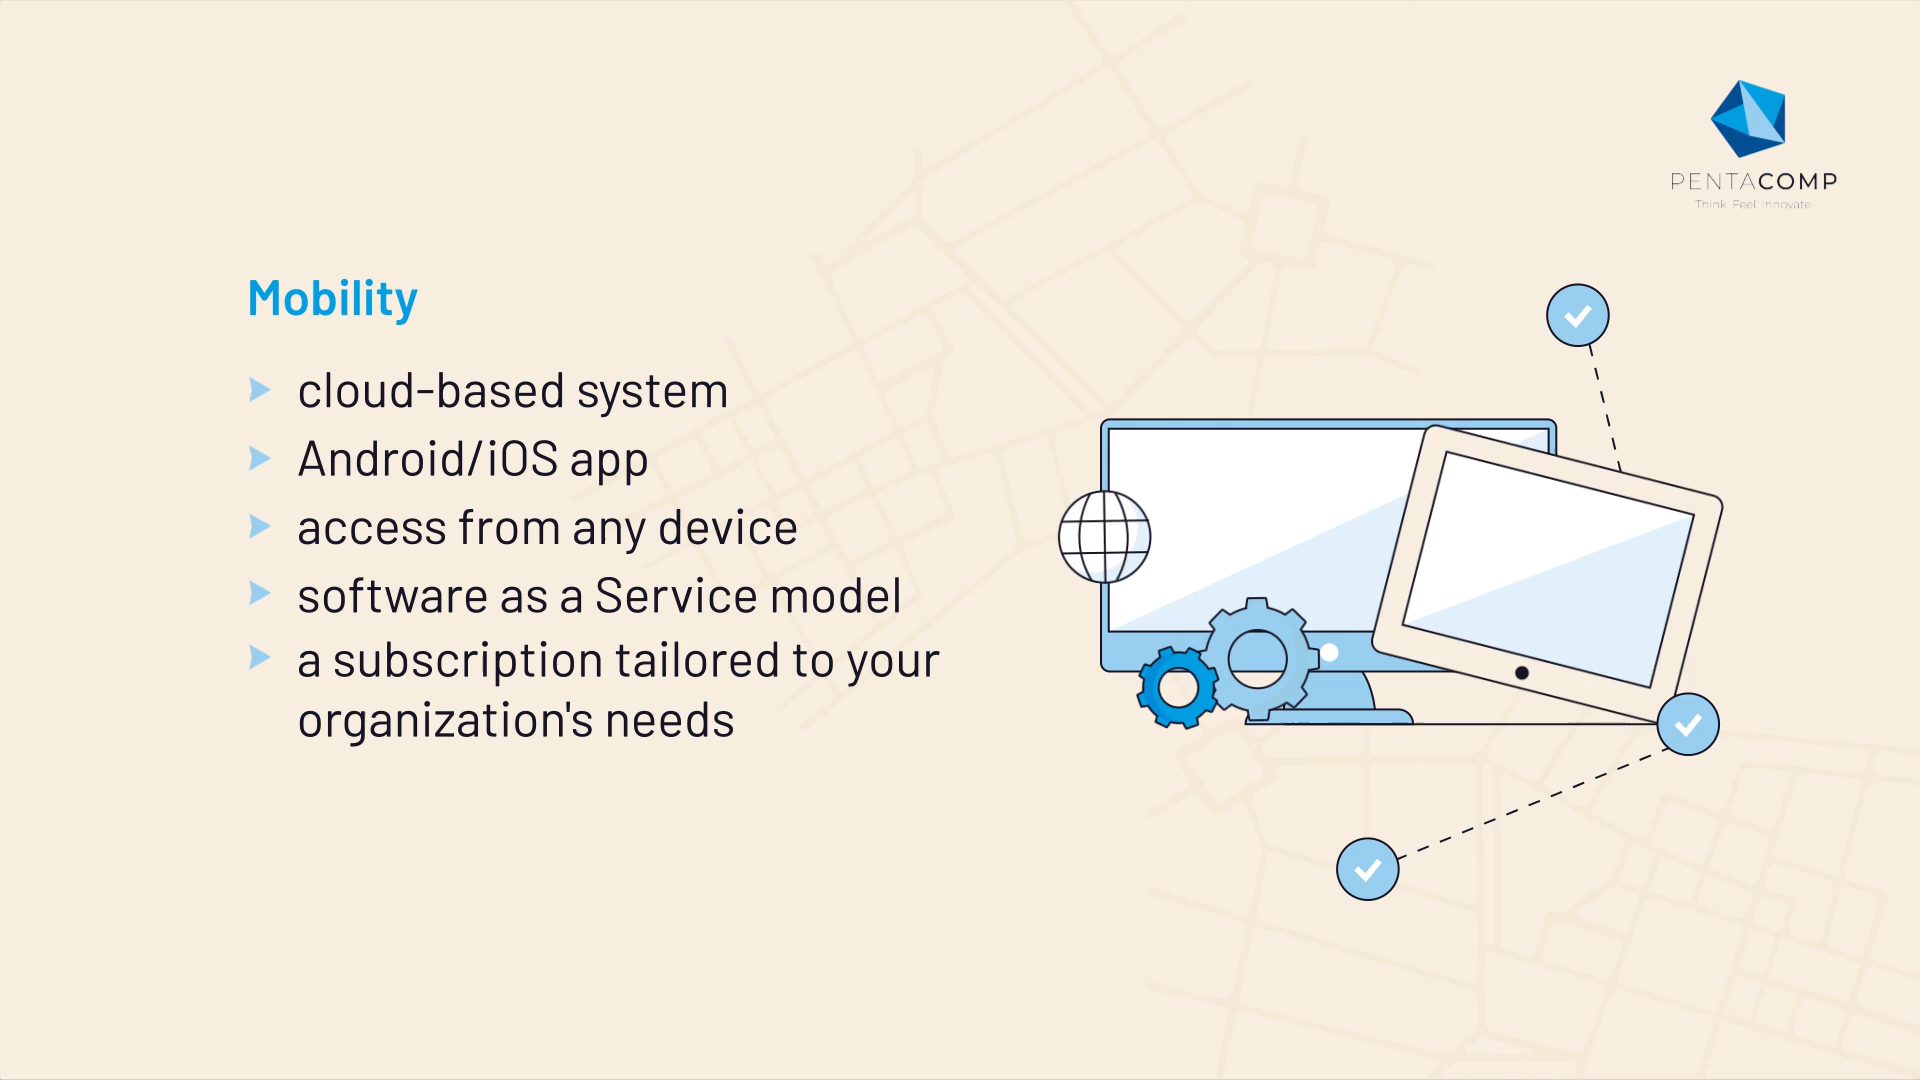 PENTACOMP
Think. Feel. Innovate.
Mobility
cloud-based system
Android/iOS app
access from any device
software as a Service model
a subscription tailored to your
organization's needs